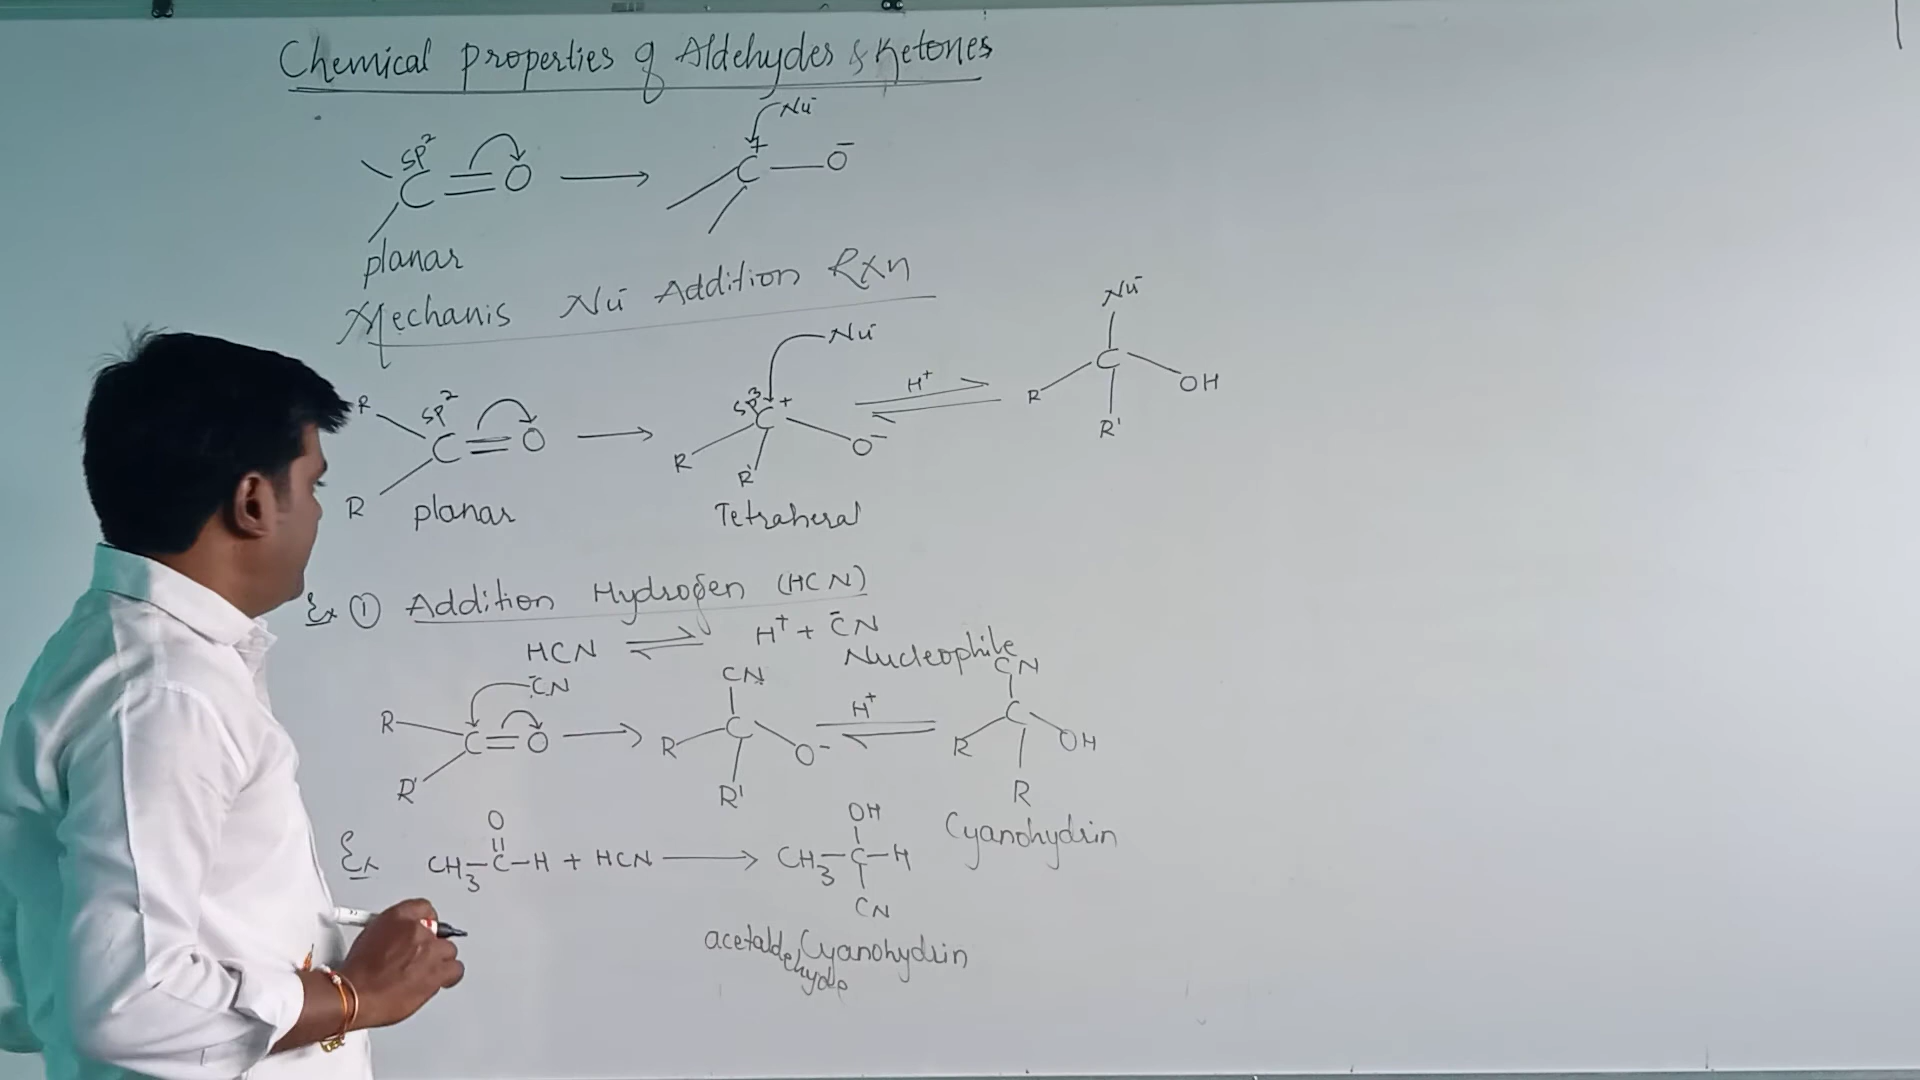 Chemical properties of Aldehydes & Ketones
Nu⁻
sp²
C=O → C⁺—O⁻
planar
Mechanis Nu⁻ Addition Rxn
Nu⁻
Nu⁻
R sp² C=O → sp³ C⁺ O⁻ R R' ⇌ H⁺ R C OH R'
R planar Tetraheral
Ex ① Addition Hydrogen (HCN)
HCN ⇌ H⁺ + C̄N
Nucleophile
C̄N CN CN
R C=O → R C O⁻ ⇌ H⁺ R C OH
R' R' R
Cyanohydrin
O OH
Ex CH₃—C—H + HCN → CH₃—C—H
CN
acetaldehyde Cyanohydrin